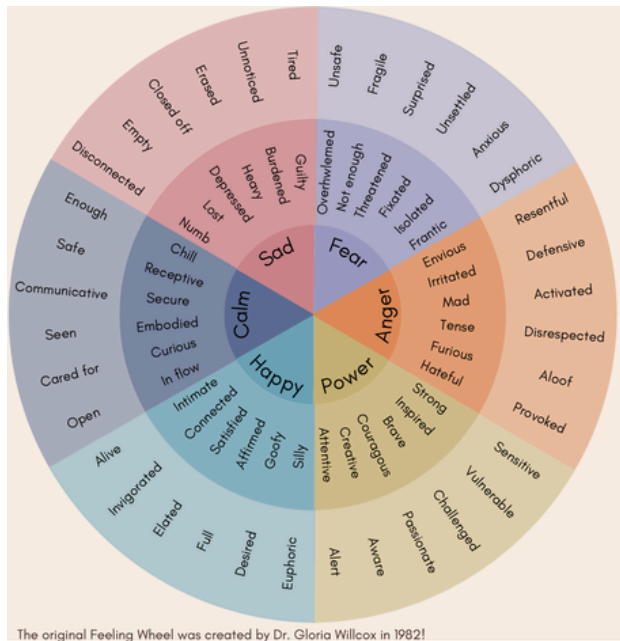 Sad
Fear
Anger
Power
Happy
Calm
Numb
Lost
Depressed
Heavy
Burdened
Guilty
Overhwlemed
Not enough
Threatened
Fixated
Isolated
Frantic
Envious
Irritated
Mad
Tense
Furious
Hateful
Strong
Inspired
Brave
Couragous
Creative
Attentive
Silly
Goofy
Affirmed
Satisfied
Connected
Intimate
In flow
Curious
Embodied
Secure
Receptive
Chill
Disconnected
Empty
Closed off
Erased
Unnoticed
Tired
Unsafe
Fragile
Surprised
Unsettled
Anxious
Dysphoric
Resentful
Defensive
Activated
Disrespected
Aloof
Provoked
Sensitive
Vulnerable
Challenged
Passionate
Aware
Alert
Euphoric
Desired
Full
Elated
Invigorated
Alive
Open
Cared for
Seen
Communicative
Safe
Enough
The original Feeling Wheel was created by Dr. Gloria Willcox in 1982!